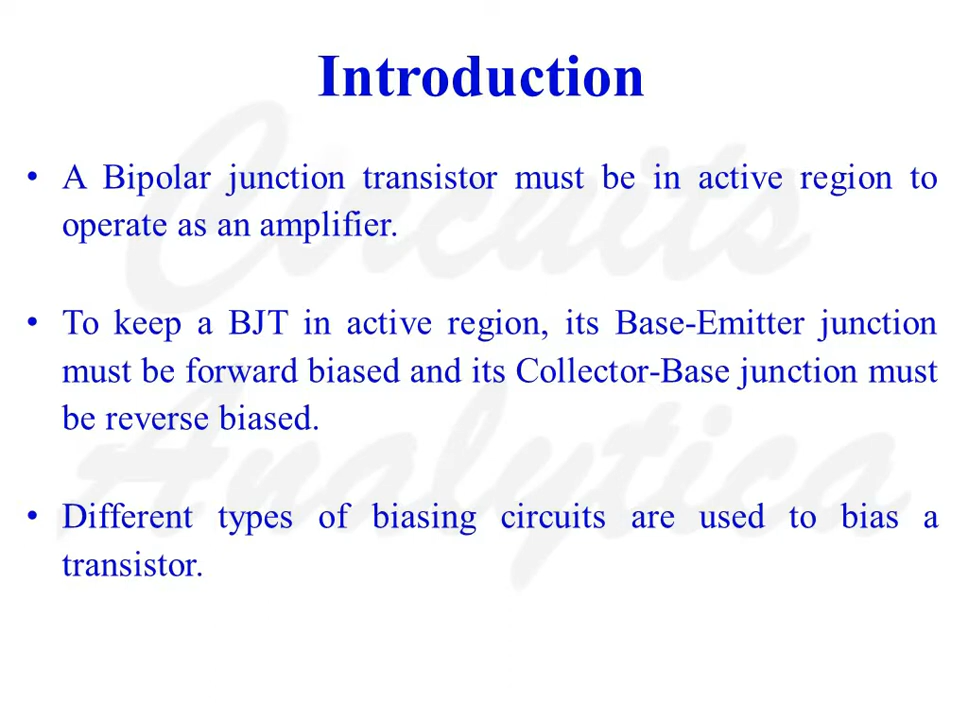 Introduction
• A Bipolar junction transistor must be in active region to
operate as an amplifier.
• To keep a BJT in active region, its Base-Emitter junction
must be forward biased and its Collector-Base junction must
be reverse biased.
• Different types of biasing circuits are used to bias a
transistor.
Circuits
Analytica